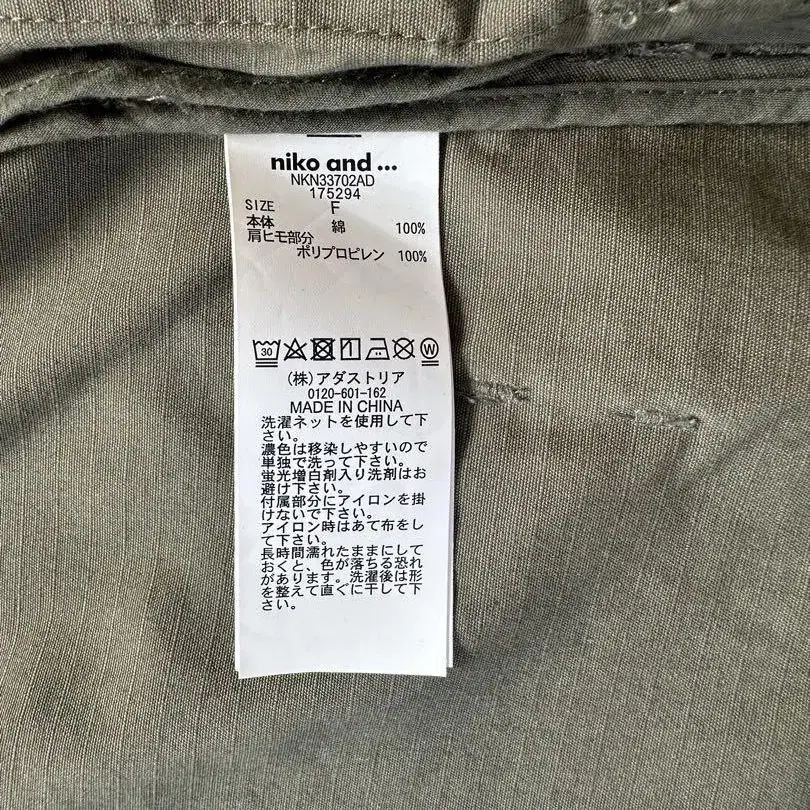 niko and ...
NKN33702AD
175294
SIZE F
本体 綿 100%
肩ヒモ部分
ポリプロピレン 100%
30
W
(株)アダストリア
0120-601-162
MADE IN CHINA
洗濯ネットを使用して下
さい。
濃色は移染しやすいので
単独で洗って下さい。
蛍光増白剤入り洗剤はお
避け下さい。
付属部分にアイロンを掛
けないで下さい。
アイロン時はあて布をし
て下さい。
長時間濡れたままにして
おくと、色が落ちる恐れ
があります。洗濯後は形
を整えて直ぐに干して下
さい。